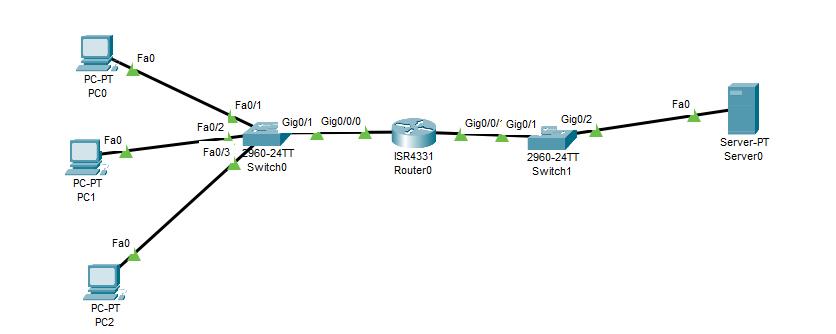 Fa0
PC-PT
PC0
Fa0/1
Fa0/2
Fa0
Fa0/3
PC-PT
PC1
2960-24TT
Switch0
Gig0/1
Gig0/0/0
ISR4331
Router0
Gig0/0/1
Gig0/1
2960-24TT
Switch1
Gig0/2
Fa0
Server-PT
Server0
Fa0
PC-PT
PC2